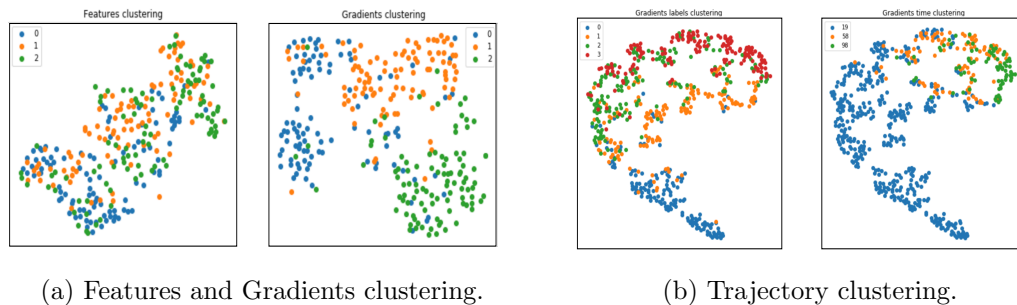 Features clustering
0
1
2
Gradients clustering
0
1
2
(a) Features and Gradients clustering.
Gradients labels clustering
0
1
2
3
Gradients time clustering
19
58
98
(b) Trajectory clustering.